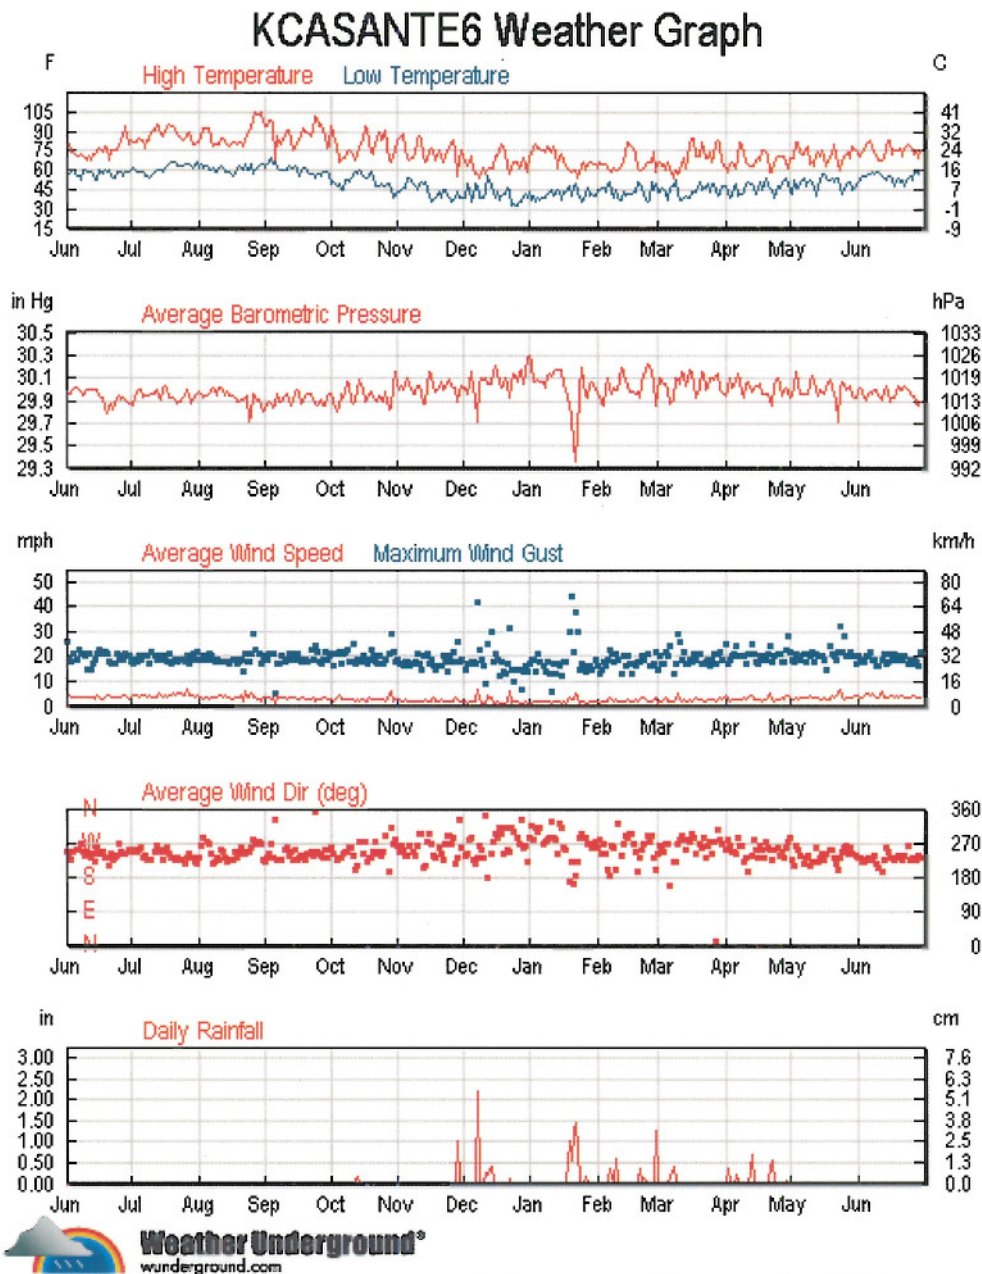 KCASANTE6 Weather Graph
F High Temperature Low Temperature C
105 41
90 32
75 24
60 16
45 7
30 -1
15 -9
Jun Jul Aug Sep Oct Nov Dec Jan Feb Mar Apr May Jun
in Hg Average Barometric Pressure hPa
30.5 1033
30.3 1026
30.1 1019
29.9 1013
29.7 1006
29.5 999
29.3 992
Jun Jul Aug Sep Oct Nov Dec Jan Feb Mar Apr May Jun
mph Average Wind Speed Maximum Wind Gust km/h
50 80
40 64
30 48
20 32
10 16
0 0
Jun Jul Aug Sep Oct Nov Dec Jan Feb Mar Apr May Jun
Average Wind Dir (deg)
N 360
W 270
S 180
E 90
N 0
Jun Jul Aug Sep Oct Nov Dec Jan Feb Mar Apr May Jun
in Daily Rainfall cm
3.00 7.6
2.50 6.3
2.00 5.1
1.50 3.8
1.00 2.5
0.50 1.3
0.00 0.0
Jun Jul Aug Sep Oct Nov Dec Jan Feb Mar Apr May Jun
Weather Underground®
wunderground.com